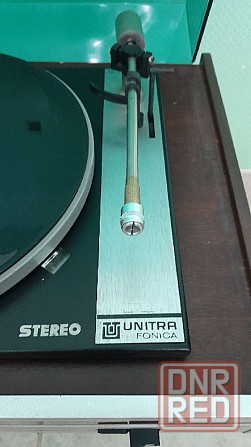 STEREO
UNITRA
FONICA
DNR
RED